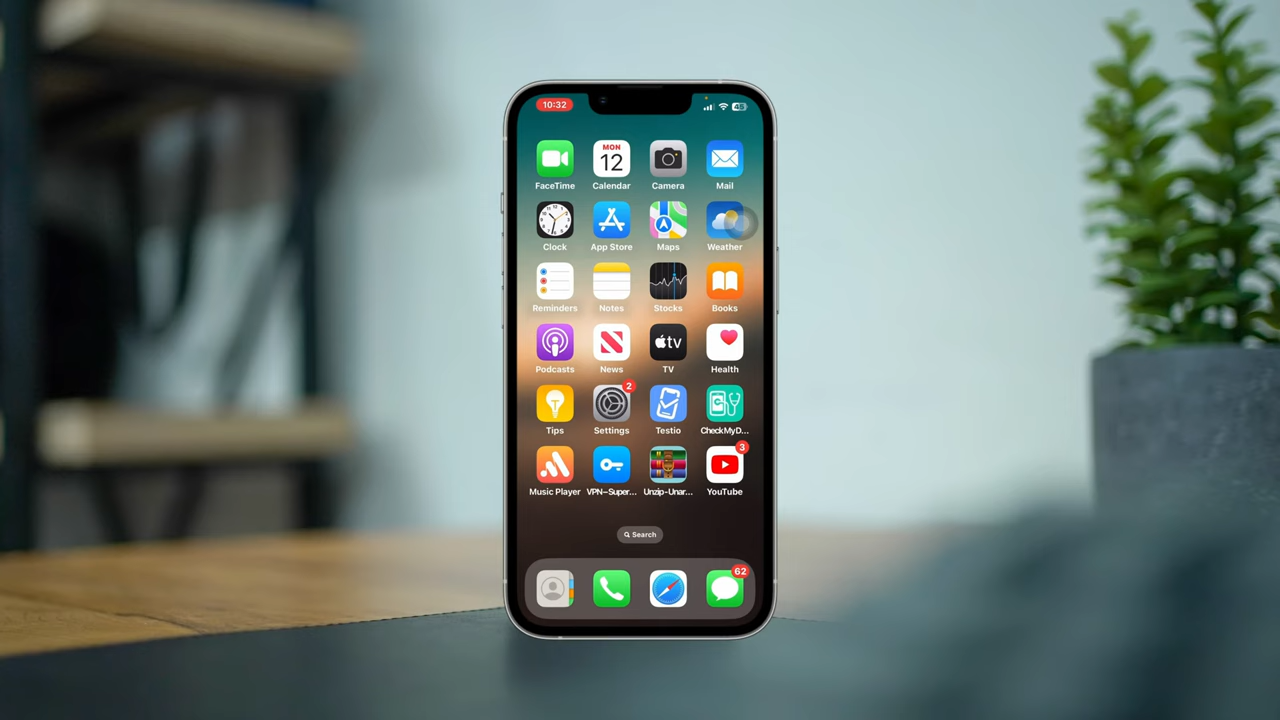 10:32
45
MON
12
FaceTime Calendar Camera Mail
Clock App Store Maps Weather
Reminders Notes Stocks Books
tv
Podcasts News TV Health
2
Tips Settings Testio CheckMyD...
3
Music Player VPN–Super... Unzip-Unar... YouTube
Search
62